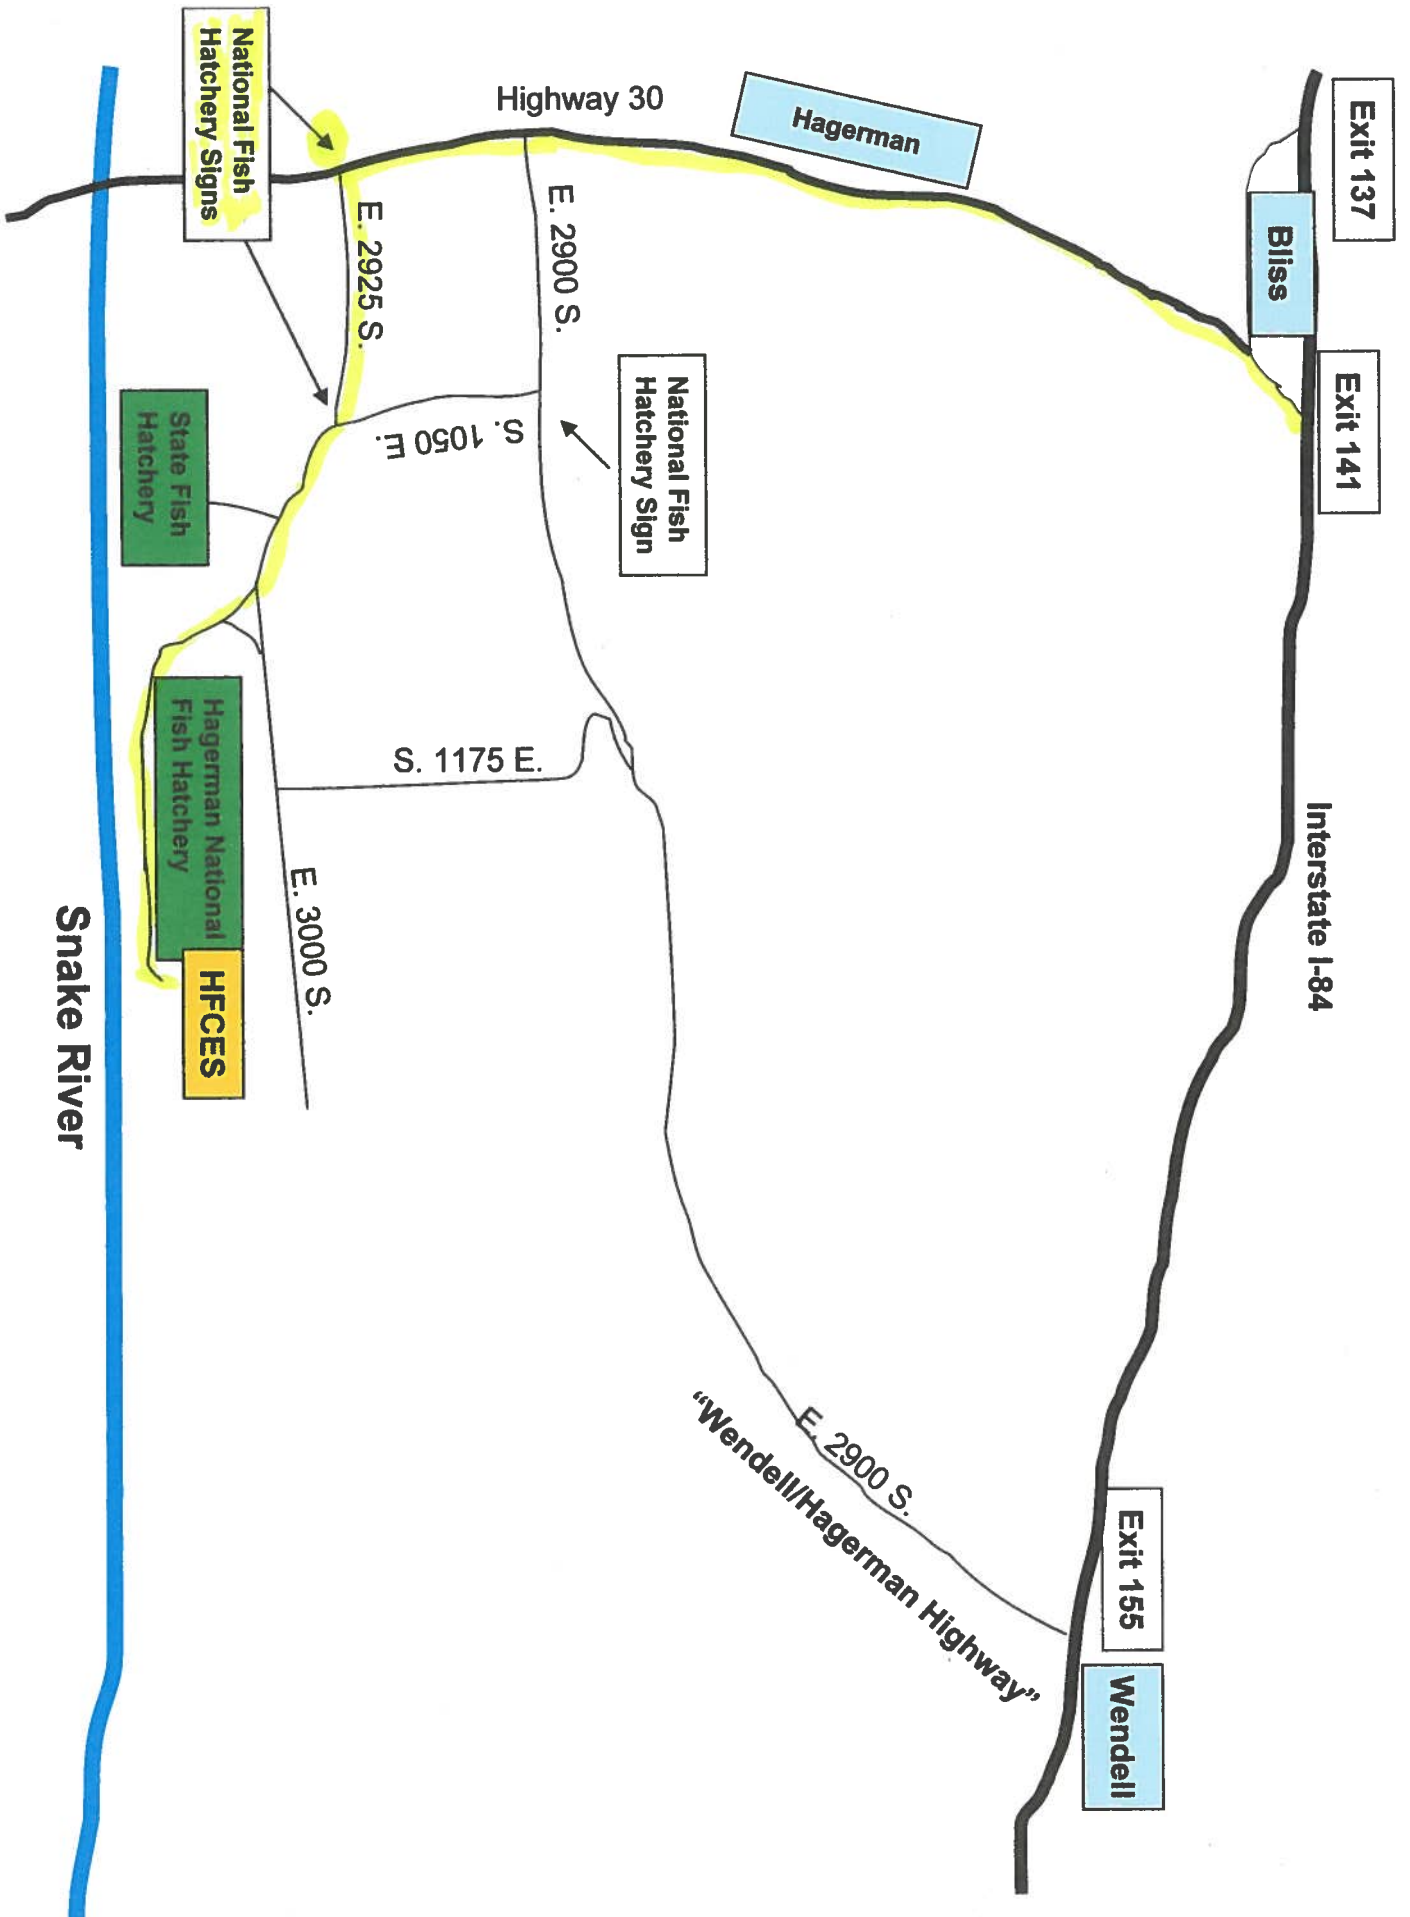 Exit 137
Bliss
Exit 141
Interstate I-84
Exit 155
Wendell
Hagerman
Highway 30
E. 2900 S.
National Fish
Hatchery Sign
E. 2900 S.
“Wendell/Hagerman Highway”
S. 1050 E.
S. 1175 E.
E. 2925 S.
National Fish
Hatchery Signs
E. 3000 S.
State Fish
Hatchery
Hagerman National
Fish Hatchery
HFCES
Snake River